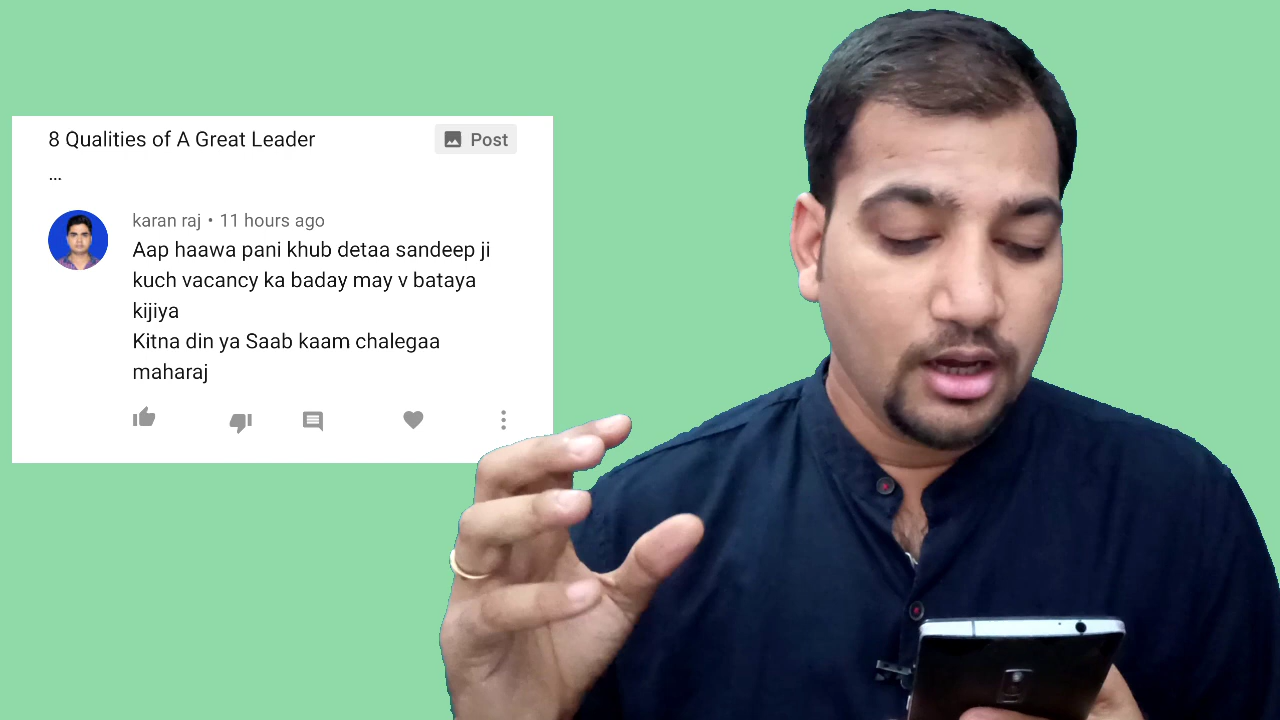 8 Qualities of A Great Leader
Post
...
karan raj • 11 hours ago
Aap haawa pani khub detaa sandeep ji
kuch vacancy ka baday may v bataya
kijiya
Kitna din ya Saab kaam chalegaa
maharaj